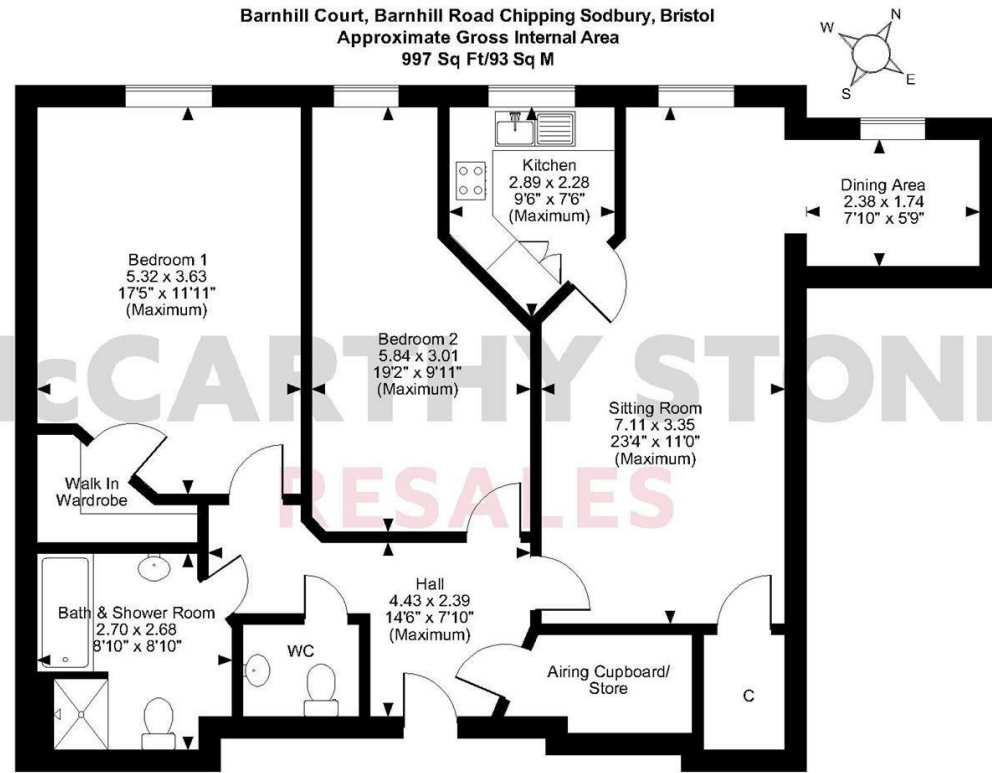 Barnhill Court, Barnhill Road Chipping Sodbury, Bristol
Approximate Gross Internal Area
997 Sq Ft/93 Sq M
N
W
E
S
Kitchen
2.89 x 2.28
9'6" x 7'6"
(Maximum)
Dining Area
2.38 x 1.74
7'10" x 5'9"
Bedroom 1
5.32 x 3.63
17'5" x 11'11"
(Maximum)
Bedroom 2
5.84 x 3.01
19'2" x 9'11"
(Maximum)
McCARTHY STONE
RESALES
Sitting Room
7.11 x 3.35
23'4" x 11'0"
(Maximum)
Walk In
Wardrobe
Hall
4.43 x 2.39
14'6" x 7'10"
(Maximum)
Bath & Shower Room
2.70 x 2.68
8'10" x 8'10"
WC
Airing Cupboard/
Store
C